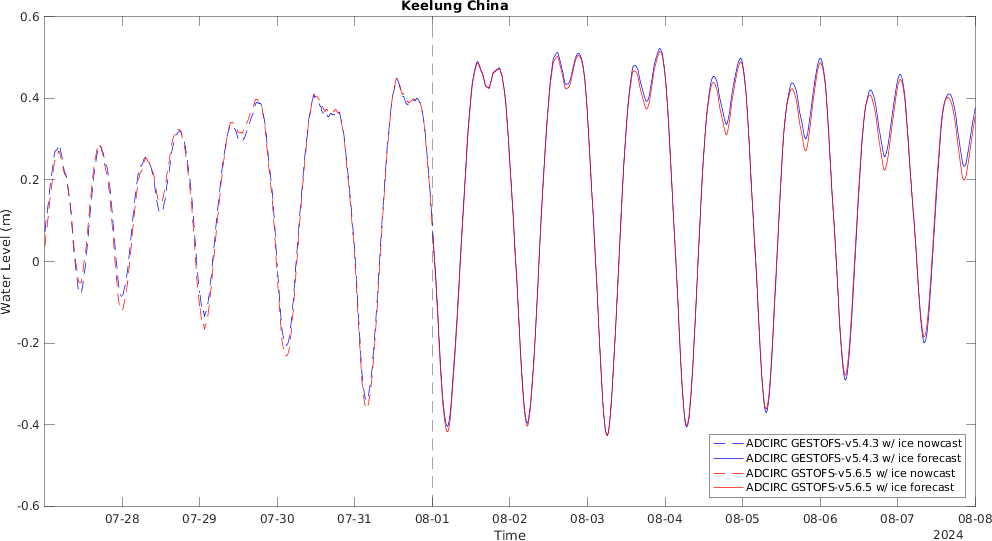 Keelung China
0.6
0.4
0.2
0
-0.2
-0.4
-0.6
Water Level (m)
07-28
07-29
07-30
07-31
08-01
08-02
08-03
08-04
08-05
08-06
08-07
08-08
Time
2024
ADCIRC GESTOFS-v5.4.3 w/ ice nowcast
ADCIRC GESTOFS-v5.4.3 w/ ice forecast
ADCIRC GSTOFS-v5.6.5 w/ ice nowcast
ADCIRC GSTOFS-v5.6.5 w/ ice forecast